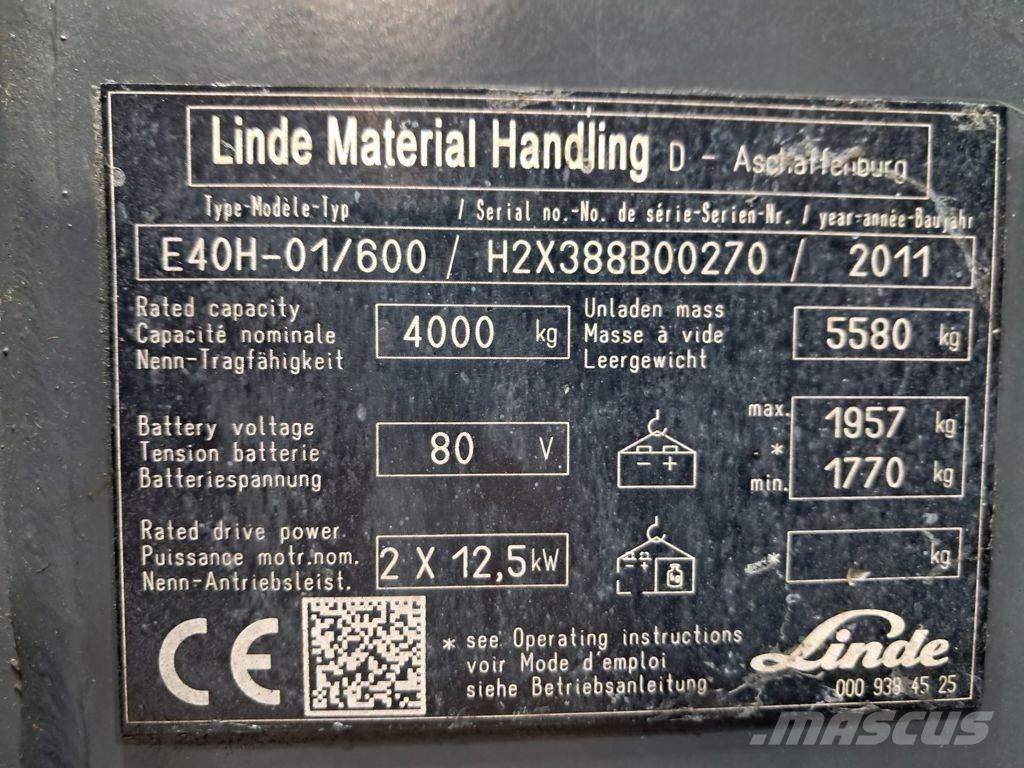 Linde Material Handling D - Aschaffenburg
Type-Modèle-Typ / Serial no.-No. de série-Serien-Nr. / year-année-Baujahr
E40H-01/600 / H2X388B00270 / 2011
Rated capacity
Capacité nominale
Nenn-Tragfähigkeit
4000 kg
Unladen mass
Masse à vide
Leergewicht
5580 kg
Battery voltage
Tension batterie
Batteriespannung
80 V
- +
max. 1957 kg
*
min. 1770 kg
Rated drive power
Puissance motr.nom.
Nenn-Antriebsleist.
2 X 12,5 kW
kg
* kg
CE
* see Operating instructions
voir Mode d'emploi
siehe Betriebsanleitung
Linde
000 938 45 25
MASCUS